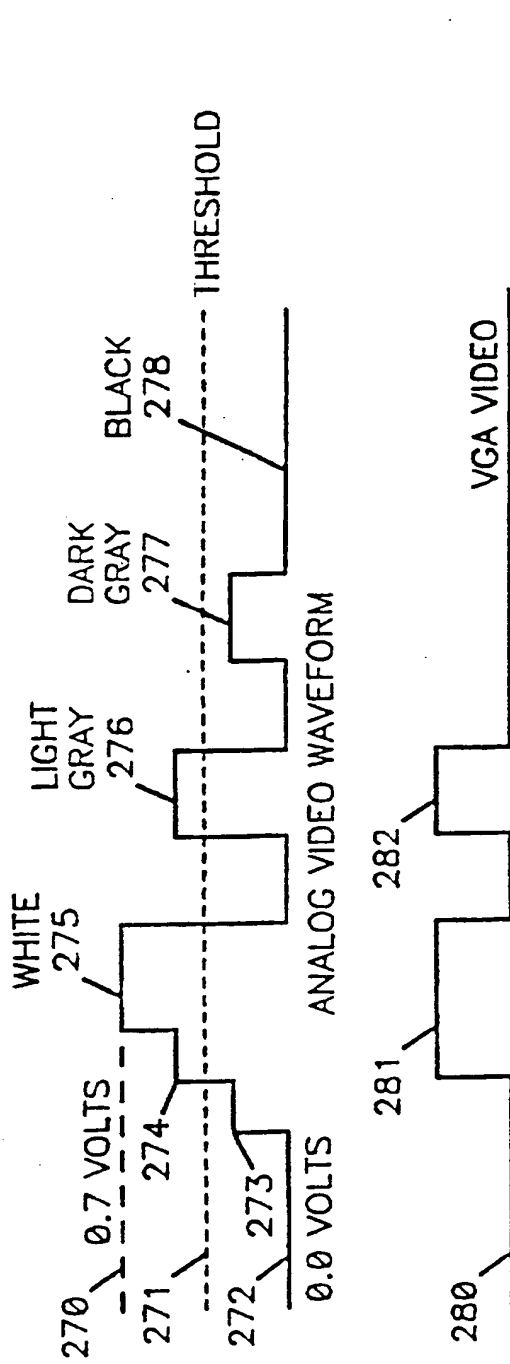 WHITE
275
LIGHT
GRAY
276
DARK
GRAY
277
BLACK
278
270
0.7 VOLTS
271
THRESHOLD
274
273
272
0.0 VOLTS
ANALOG VIDEO WAVEFORM
281
282
280
VGA VIDEO